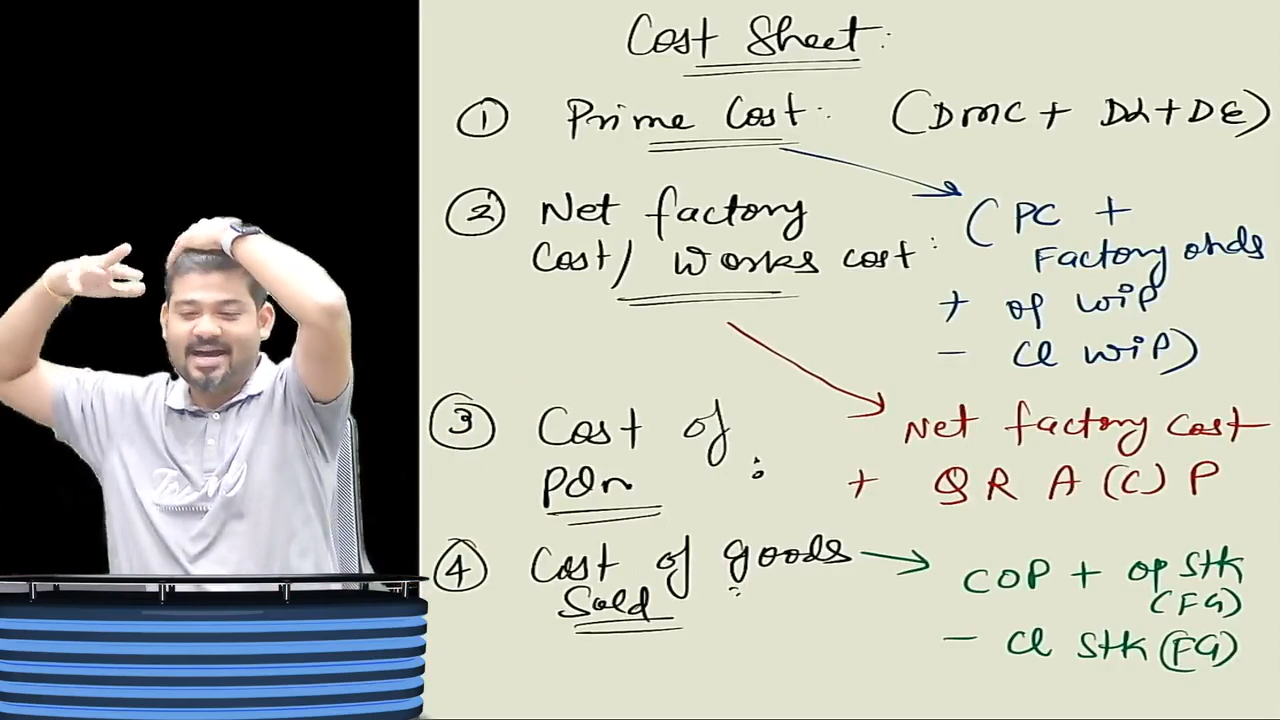 Cost Sheet:
① Prime Cost: (DMC + DL + DE)
② Net factory
Cost/ Works cost:
(PC +
Factory ohds
+ op WIP
- Cl WIP)
③ Cost of
PDn :
Net factory cost
+ Q R A (C) P
④ Cost of goods
Sold
COP + op stk
(FG)
- Cl stk (FG)